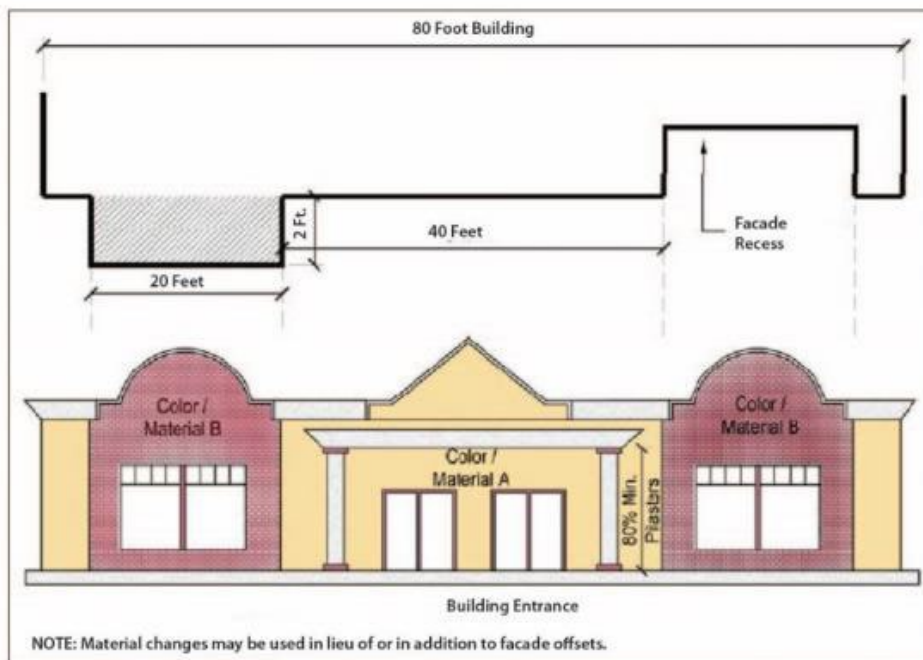 80 Foot Building
2 Ft.
40 Feet
Facade
Recess
20 Feet
Color /
Material B
Color /
Material A
80% Min.
Pilasters
Color /
Material B
Building Entrance
NOTE: Material changes may be used in lieu of or in addition to facade offsets.